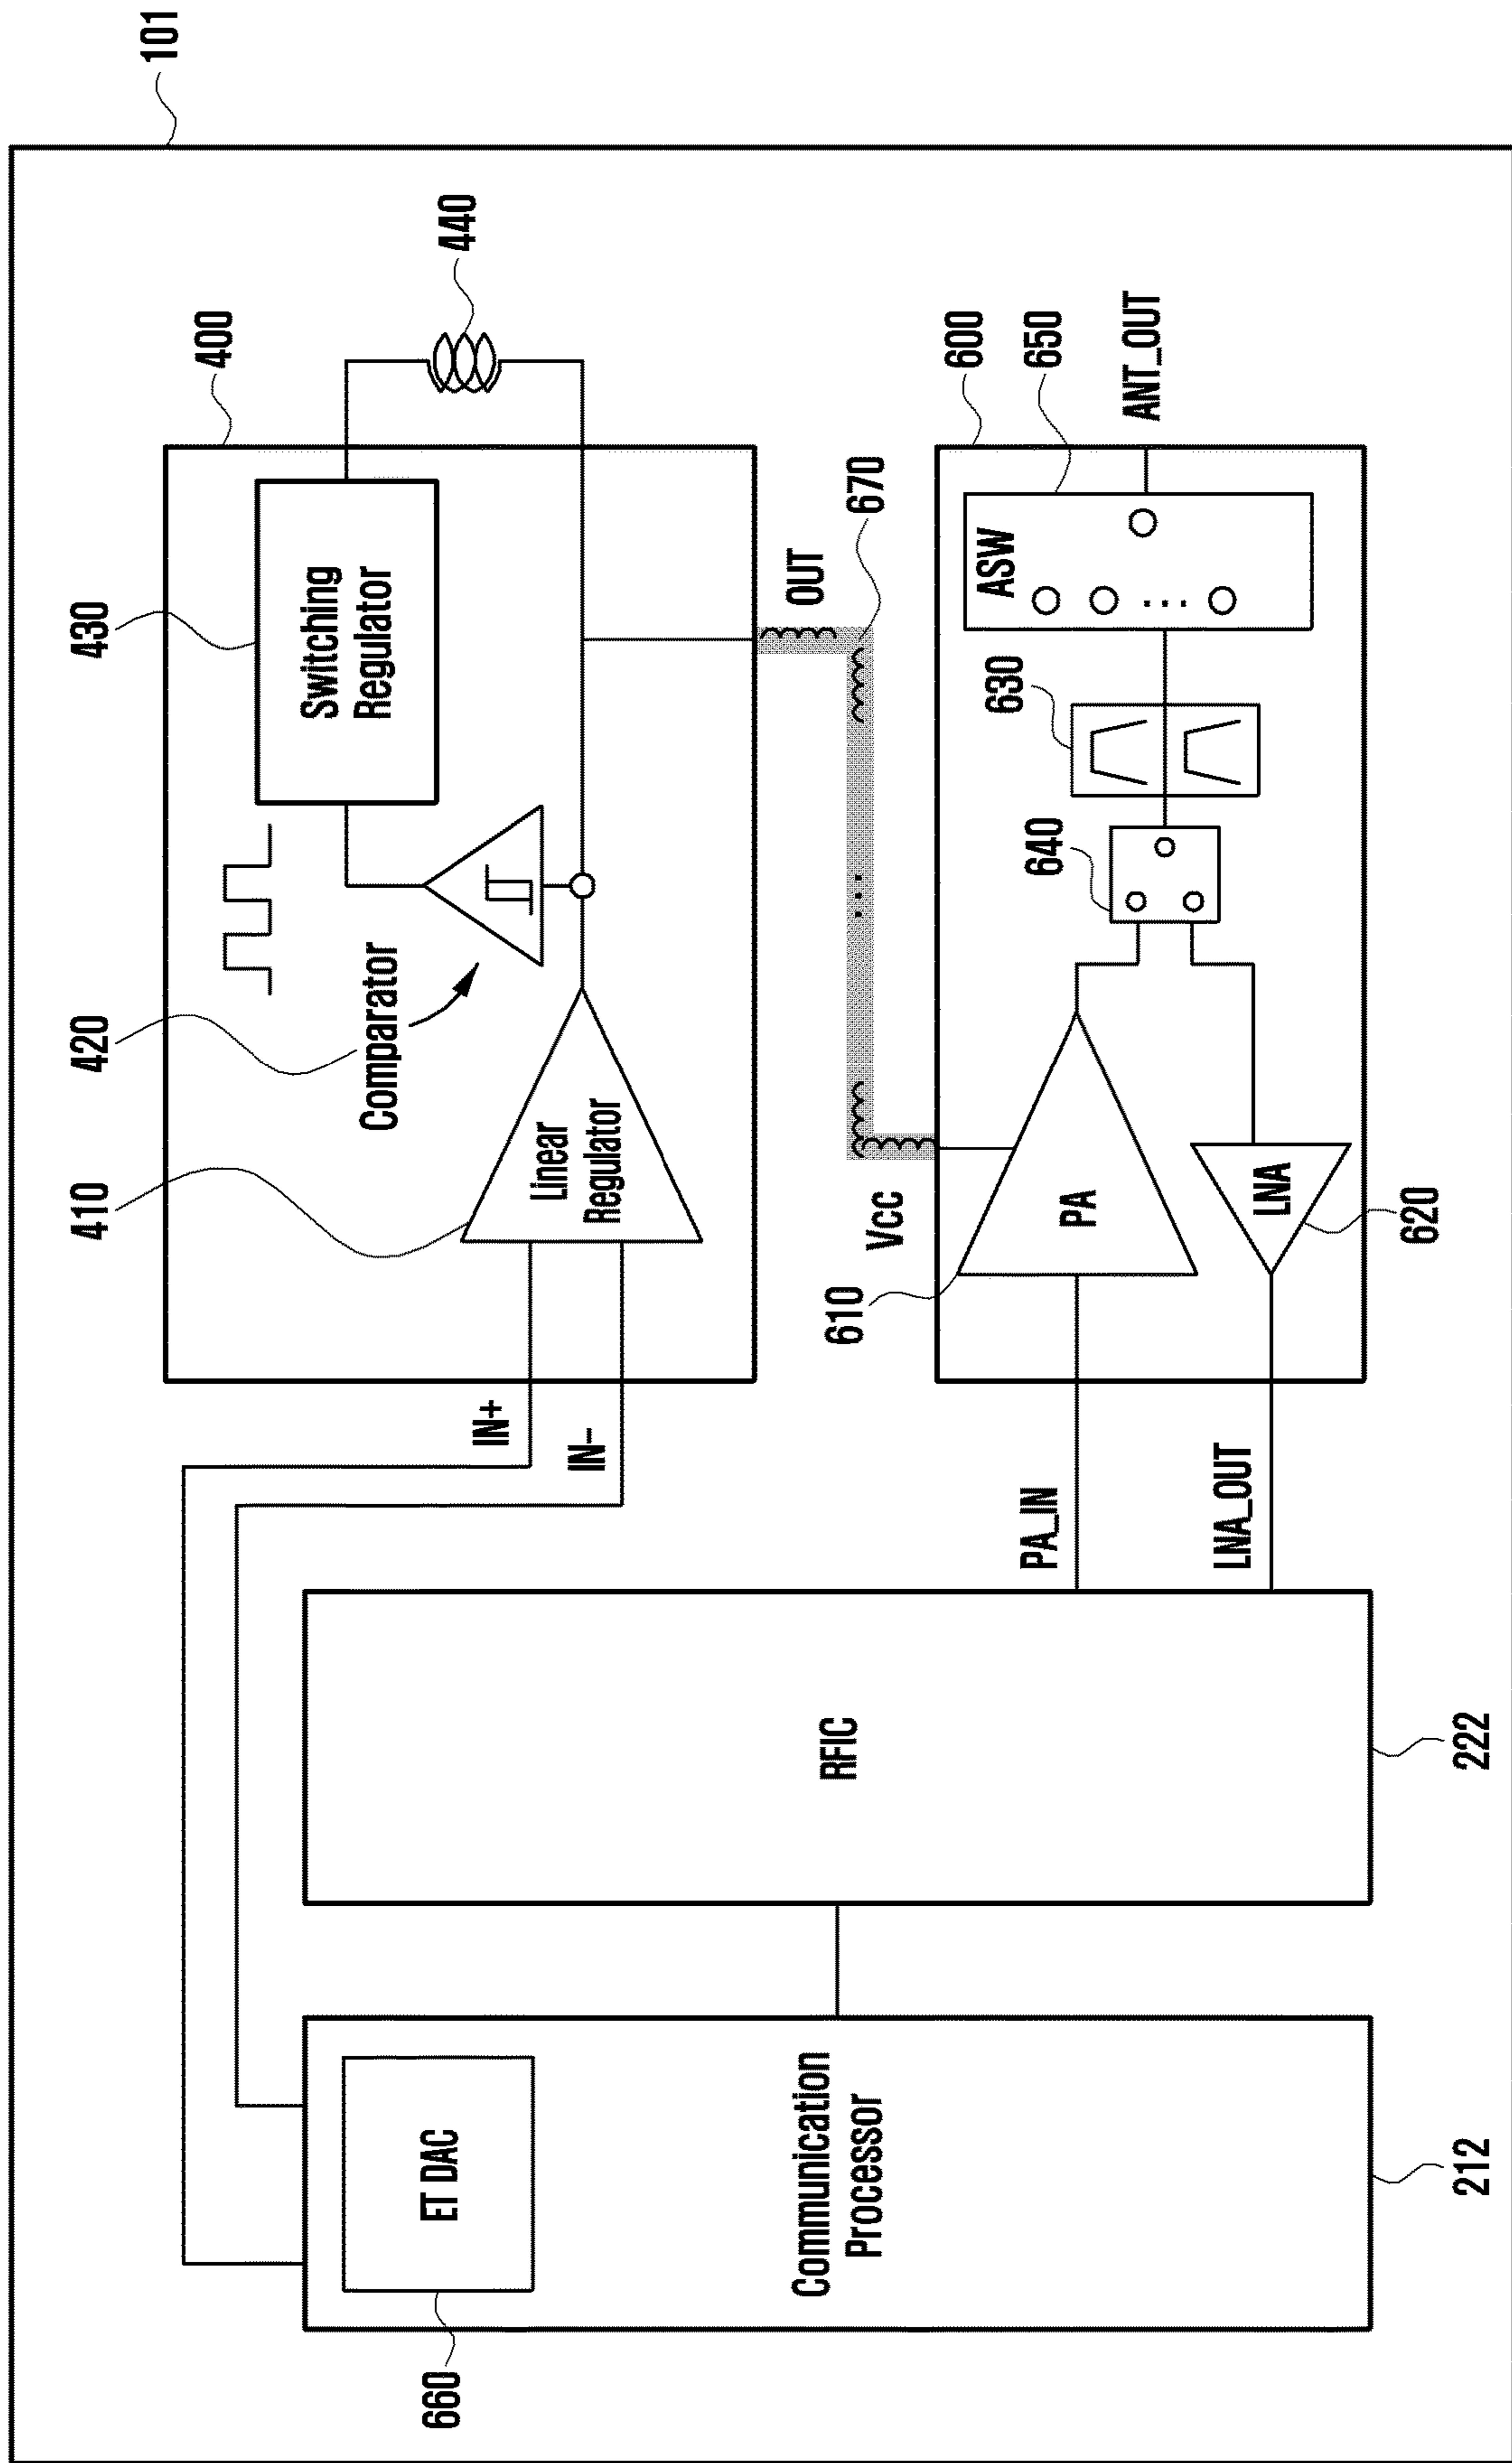 101
660
ET DAC
Communication
Processor
212
RFIC
222
IN+
IN-
PA_IN
LNA_OUT
400
410
Linear
Regulator
420
Comparator
430
Switching
Regulator
440
OUT
670
Vcc
600
610
PA
LNA
620
640
630
ASW
650
ANT_OUT